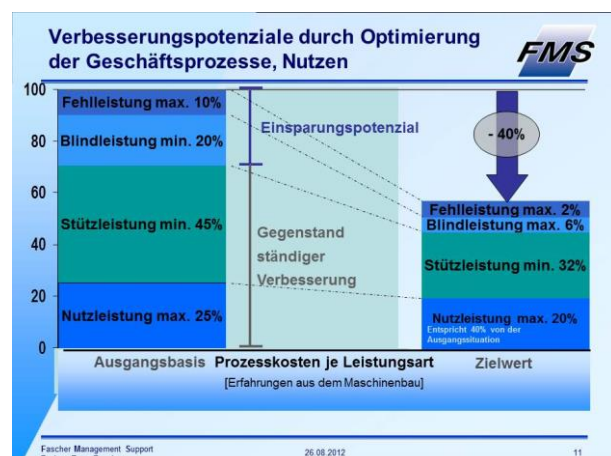 Verbesserungspotenziale durch Optimierung
der Geschäftsprozesse, Nutzen
FMS
100
80
60
40
20
0
Fehlleistung max. 10%
Blindleistung min. 20%
Stützleistung min. 45%
Nutzleistung max. 25%
Einsparungspotenzial
Gegenstand
ständiger
Verbesserung
- 40%
Fehlleistung max. 2%
Blindleistung max. 6%
Stützleistung min. 32%
Nutzleistung max. 20%
Entspricht 40% von der
Ausgangssituation
Ausgangsbasis
Prozesskosten je Leistungsart
Zielwert
[Erfahrungen aus dem Maschinenbau]
Fascher Management Support
26.08.2012
11